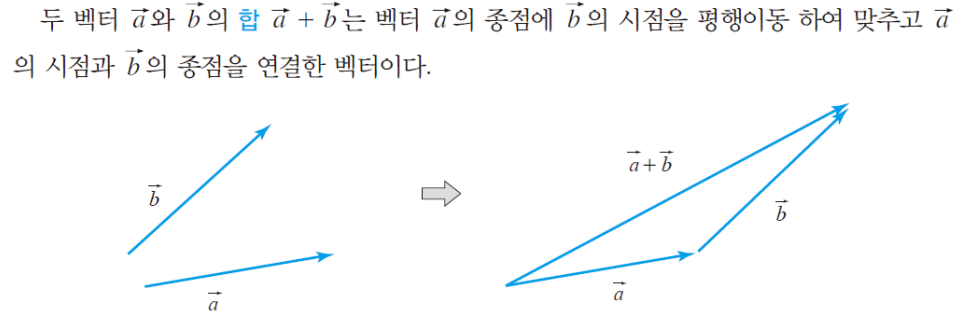 두 벡터 $\vec{a}$와 $\vec{b}$의 합 $\vec{a}+\vec{b}$는 벡터 $\vec{a}$의 종점에 $\vec{b}$의 시점을 평행이동 하여 맞추고 $\vec{a}$
의 시점과 $\vec{b}$의 종점을 연결한 벡터이다.
$\vec{b}$
$\vec{a}$
$\vec{a}+\vec{b}$
$\vec{b}$
$\vec{a}$